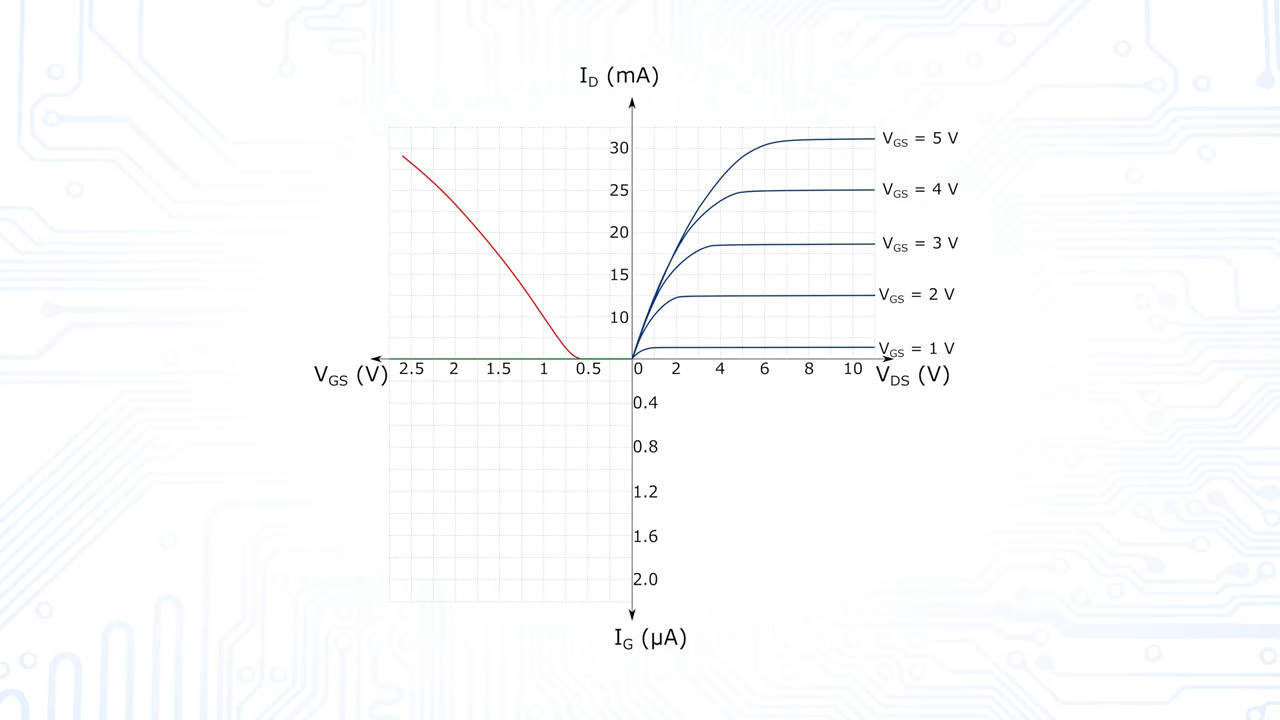 I_D (mA)
30
25
20
15
10
V_GS = 5 V
V_GS = 4 V
V_GS = 3 V
V_GS = 2 V
V_GS = 1 V
V_GS (V)
2.5 2 1.5 1 0.5 0 2 4 6 8 10
V_DS (V)
0.4
0.8
1.2
1.6
2.0
I_G (µA)